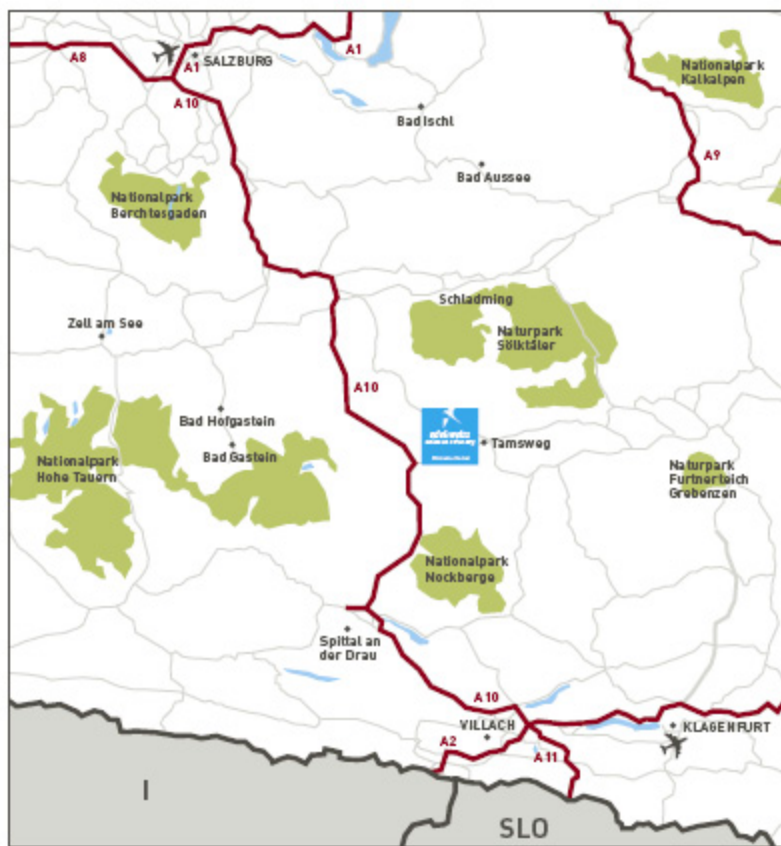 A8
A1
SALZBURG
A1
A10
Nationalpark
Kalkalpen
Bad Ischl
A9
Bad Aussee
Nationalpark
Berchtesgaden
Schladming
Zell am See
Naturpark
Sölktäler
A10
Bad Hofgastein
Tamsweg
Bad Gastein
Nationalpark
Hohe Tauern
Naturpark
Furtnerteich
Grebenzen
Nationalpark
Nockberge
Spittal an
der Drau
A10
VILLACH
KLAGENFURT
A2
A11
I
SLO